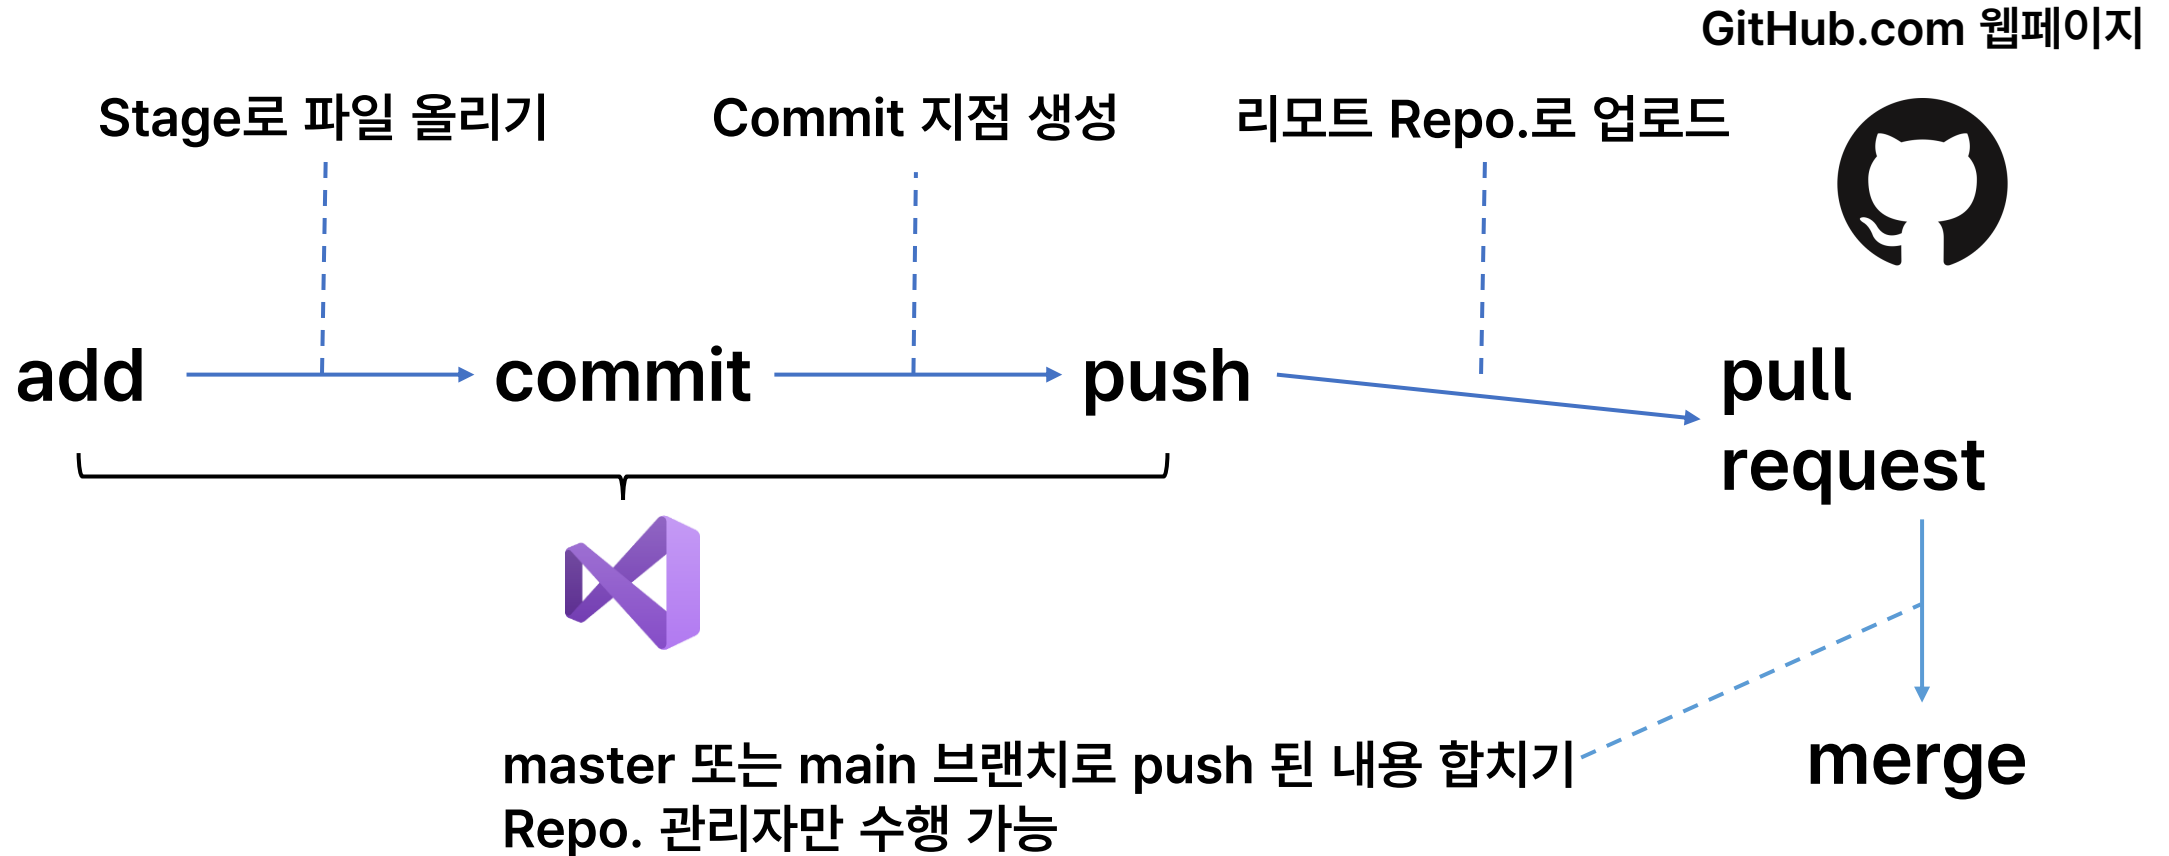 GitHub.com 웹페이지
Stage로 파일 올리기
Commit 지점 생성
리모트 Repo.로 업로드
add
commit
push
pull
request
merge
master 또는 main 브랜치로 push 된 내용 합치기
Repo. 관리자만 수행 가능